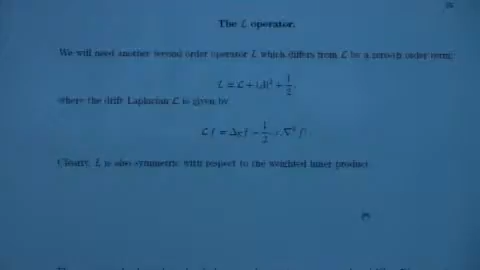 The L operator.
We will need another second order operator L which differs from ℒ by a zeroth order term:
L = ℒ + |A|² + 1/2,
where the drift Laplacian ℒ is given by
ℒ f = Δ_Σ f − 1/2
Clearly, L is also symmetric with respect to the weighted inner product.